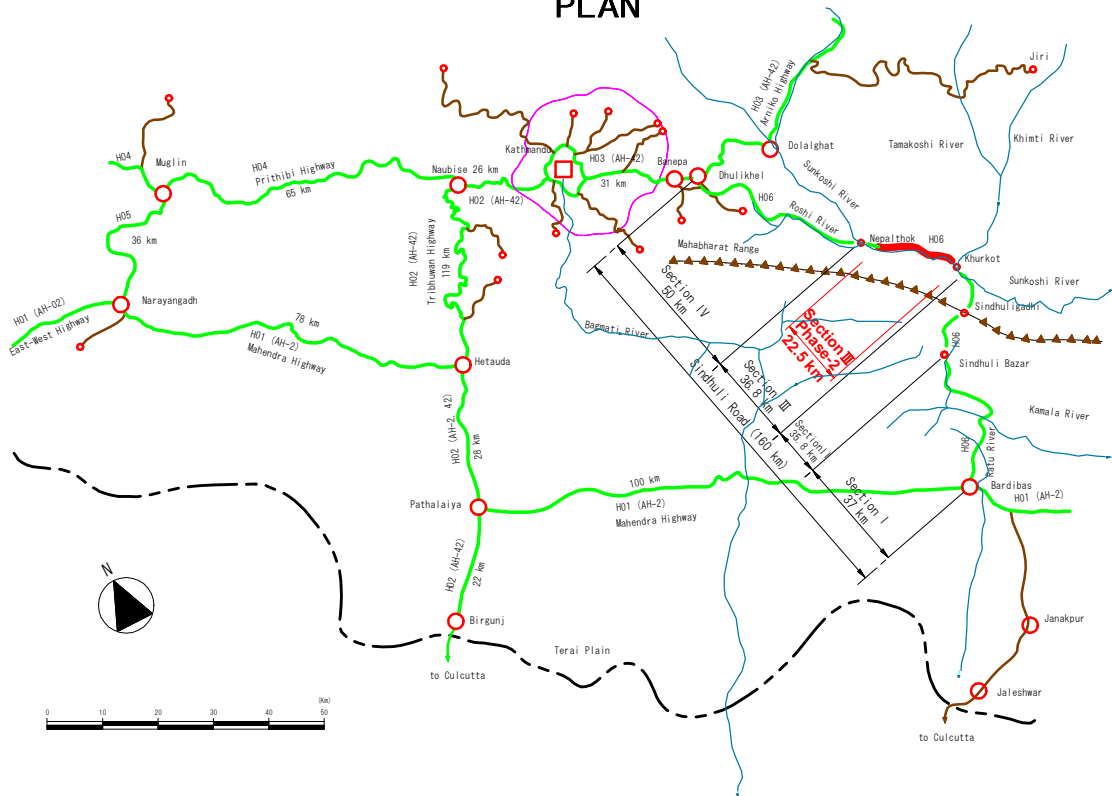 PLAN
Jiri
H03 (AH-42)
Arniko Highway
Tamakoshi River
Khimti River
Kathmandu
H03 (AH-42)
31 km
Banepa
Dolalghat
Dhulikhel
Sunkoshi River
H04
Muglin
H04
Prithibi Highway
65 km
Naubise 26 km
H02 (AH-42)
H06
Roshi River
H05
36 km
H02 (AH-42)
Tribhuwan Highway
119 km
Mahabharat Range
Nepalthok
H06
Khurkot
Sunkoshi River
Sindhuligadhi
H01 (AH-02)
East-West Highway
Narayangadh
78 km
H01 (AH-2)
Mahendra Highway
Hetauda
Bagmati River
Section IV
50 km
Section III
Phase-2
22.5 km
H06
Sindhuli Bazar
Section III
36.8 km
Sindhuli Road (160 km)
35.8 km
Kamala River
H02 (AH-2, 42)
28 km
H06
Ratu River
Pathalaiya
100 km
H01 (AH-2)
Mahendra Highway
Section I
37 km
Bardibas
H01 (AH-2)
N
H02 (AH-42)
22 km
Birgunj
to Culcutta
Terai Plain
Janakpur
Jaleshwar
to Culcutta
(Km)
0 10 20 30 40 50